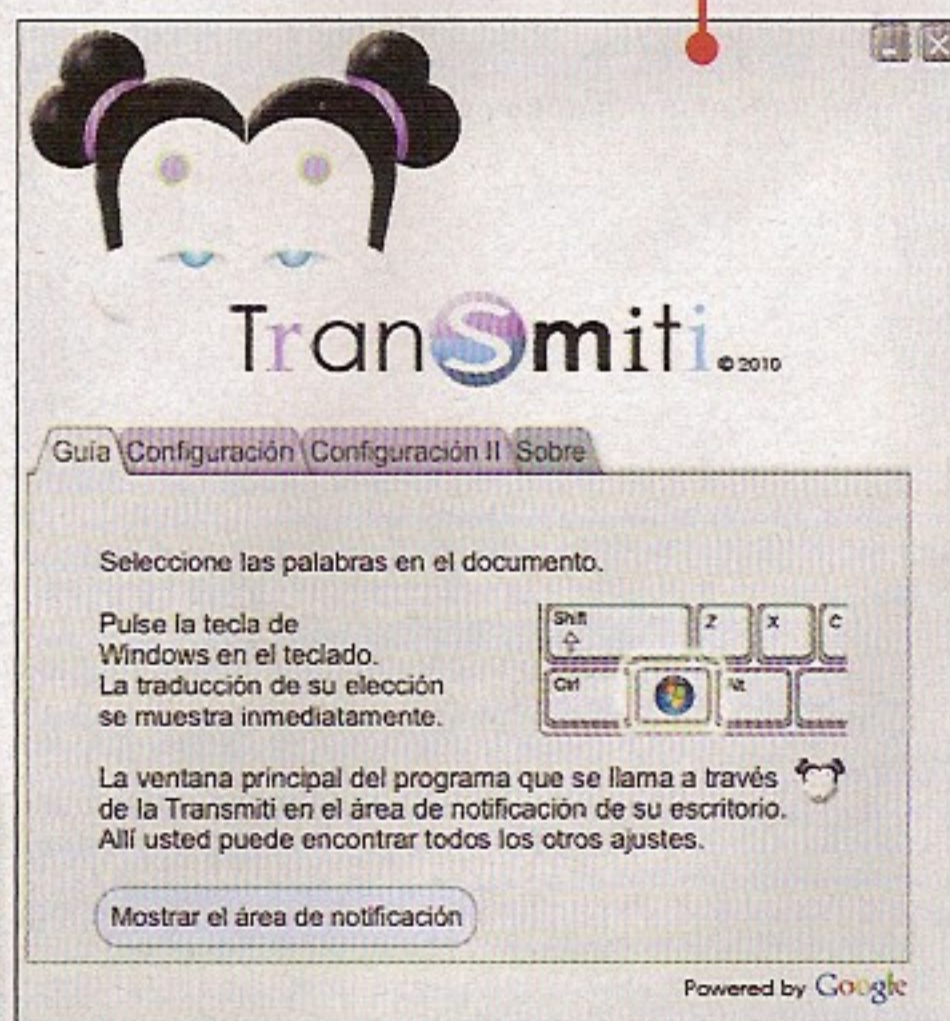 TranSmiti © 2010
Guía Configuración Configuración II Sobre
Seleccione las palabras en el documento.
Pulse la tecla de
Windows en el teclado.
La traducción de su elección
se muestra inmediatamente.
Shift Z X C
Ctrl Alt
La ventana principal del programa que se llama a través
de la Transmiti en el área de notificación de su escritorio.
Allí usted puede encontrar todos los otros ajustes.
Mostrar el área de notificación
Powered by Google